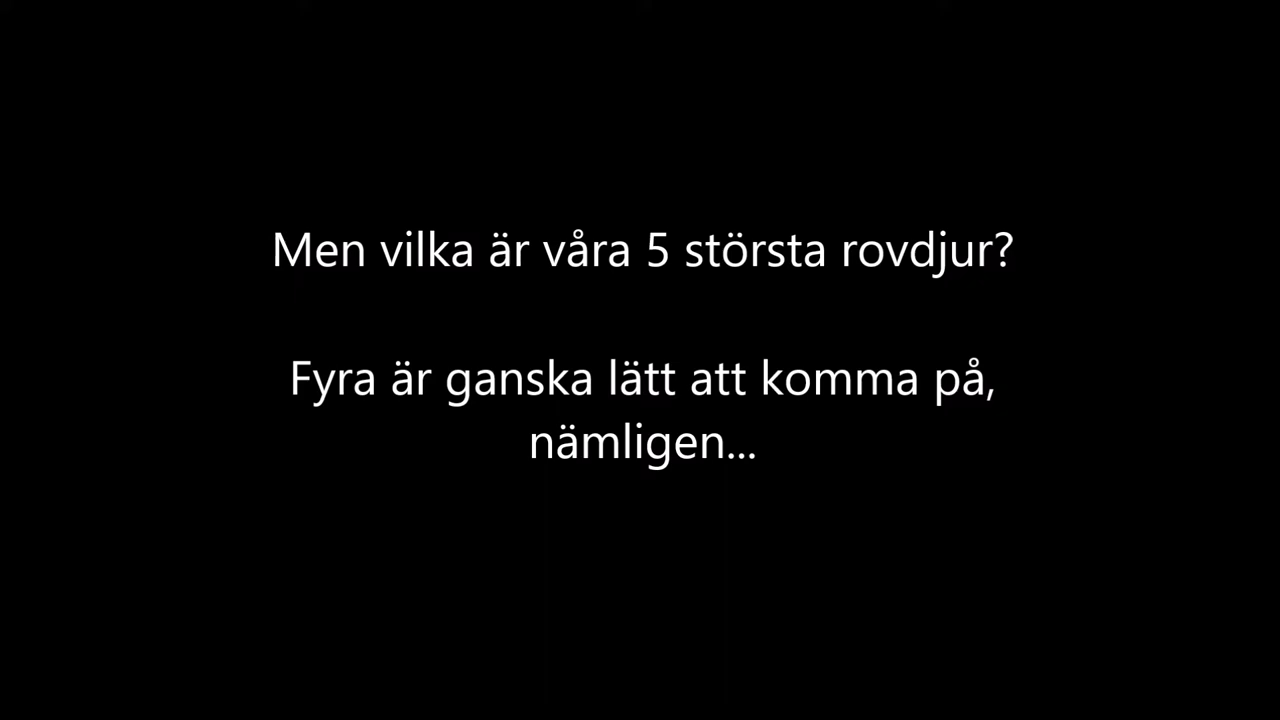 Men vilka är våra 5 största rovdjur?
Fyra är ganska lätt att komma på,
nämligen...